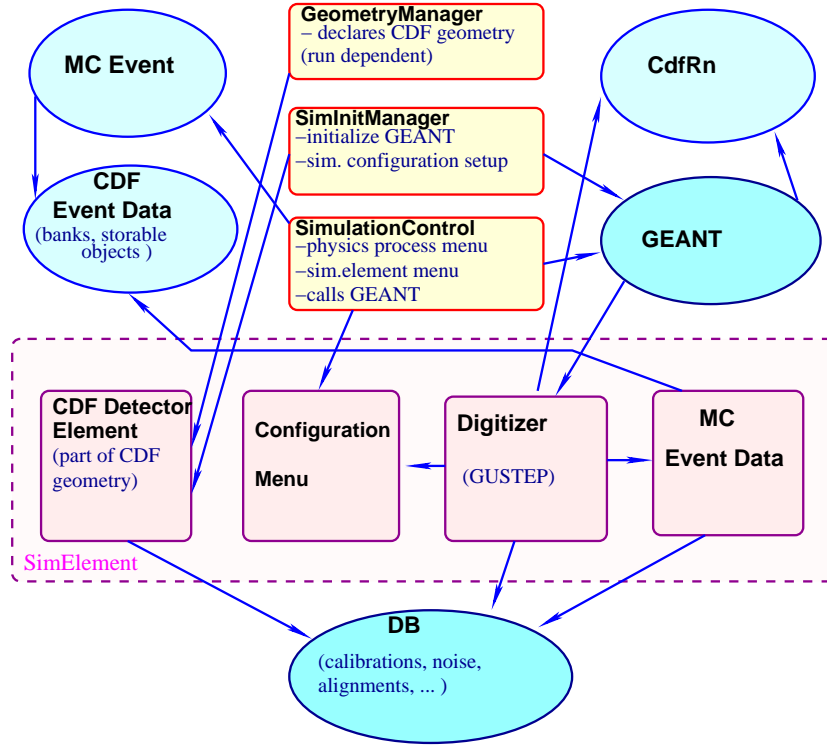 GeometryManager
– declares CDF geometry
(run dependent)
MC Event
CdfRn
SimInitManager
–initialize GEANT
–sim. configuration setup
CDF
Event Data
(banks, storable
objects )
SimulationControl
–physics process menu
–sim.element menu
–calls GEANT
GEANT
CDF Detector
Element
(part of CDF
geometry)
Configuration
Menu
Digitizer
(GUSTEP)
MC
Event Data
SimElement
DB
(calibrations, noise,
alignments, ... )